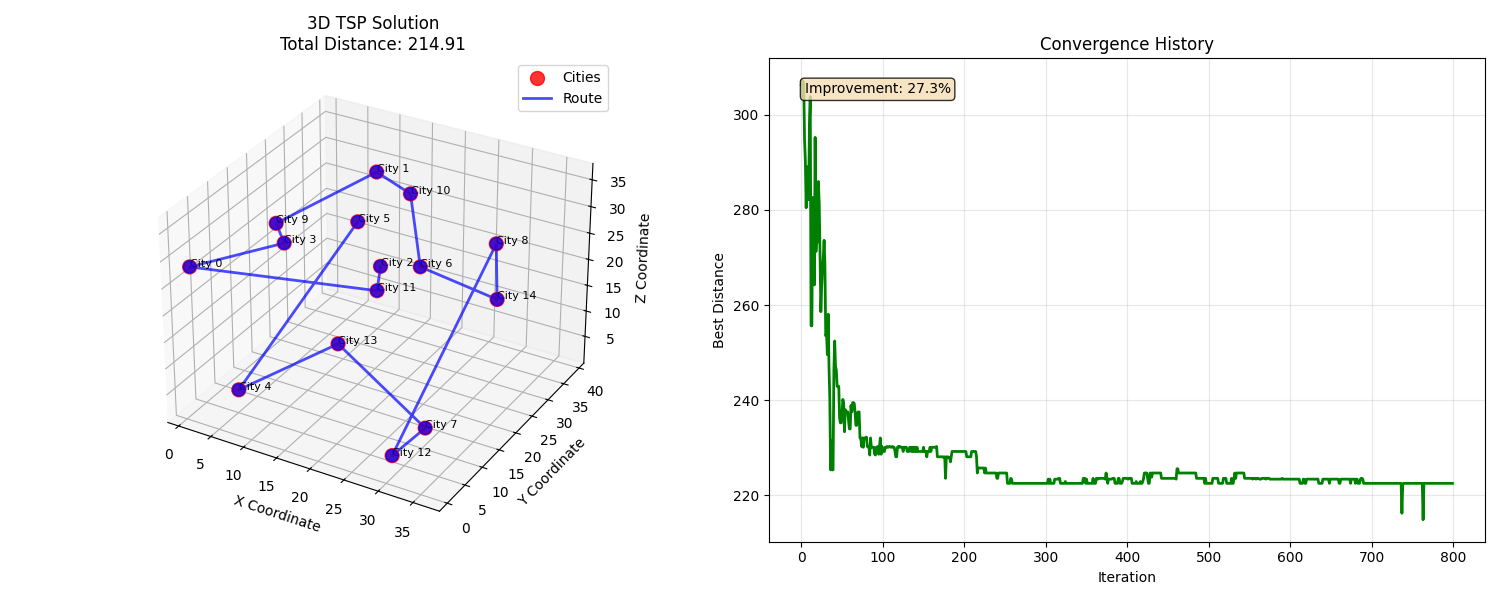 3D TSP Solution
Total Distance: 214.91
Cities
Route
City 1
City 10
City 9
City 5
City 3
City 8
City 0
City 2
City 6
City 11
City 14
City 13
City 4
City 7
City 12
0
5
10
15
20
25
30
35
X Coordinate
0
5
10
15
20
25
30
35
40
Y Coordinate
5
10
15
20
25
30
35
Z Coordinate
Convergence History
Improvement: 27.3%
300
280
260
240
220
Best Distance
0 100 200 300 400 500 600 700 800
Iteration